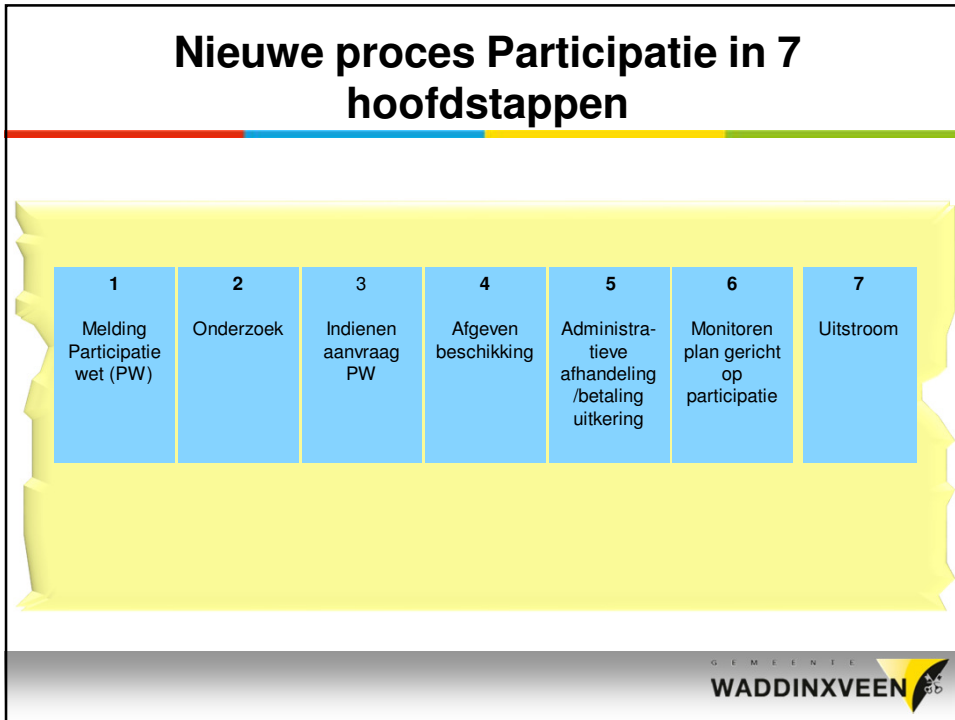 Nieuwe proces Participatie in 7
hoofdstappen
1
Melding
Participatie
wet (PW)
2
Onderzoek
3
Indienen
aanvraag
PW
4
Afgeven
beschikking
5
Administra-
tieve
afhandeling
/betaling
uitkering
6
Monitoren
plan gericht
op
participatie
7
Uitstroom
GEMEENTE
WADDINXVEEN